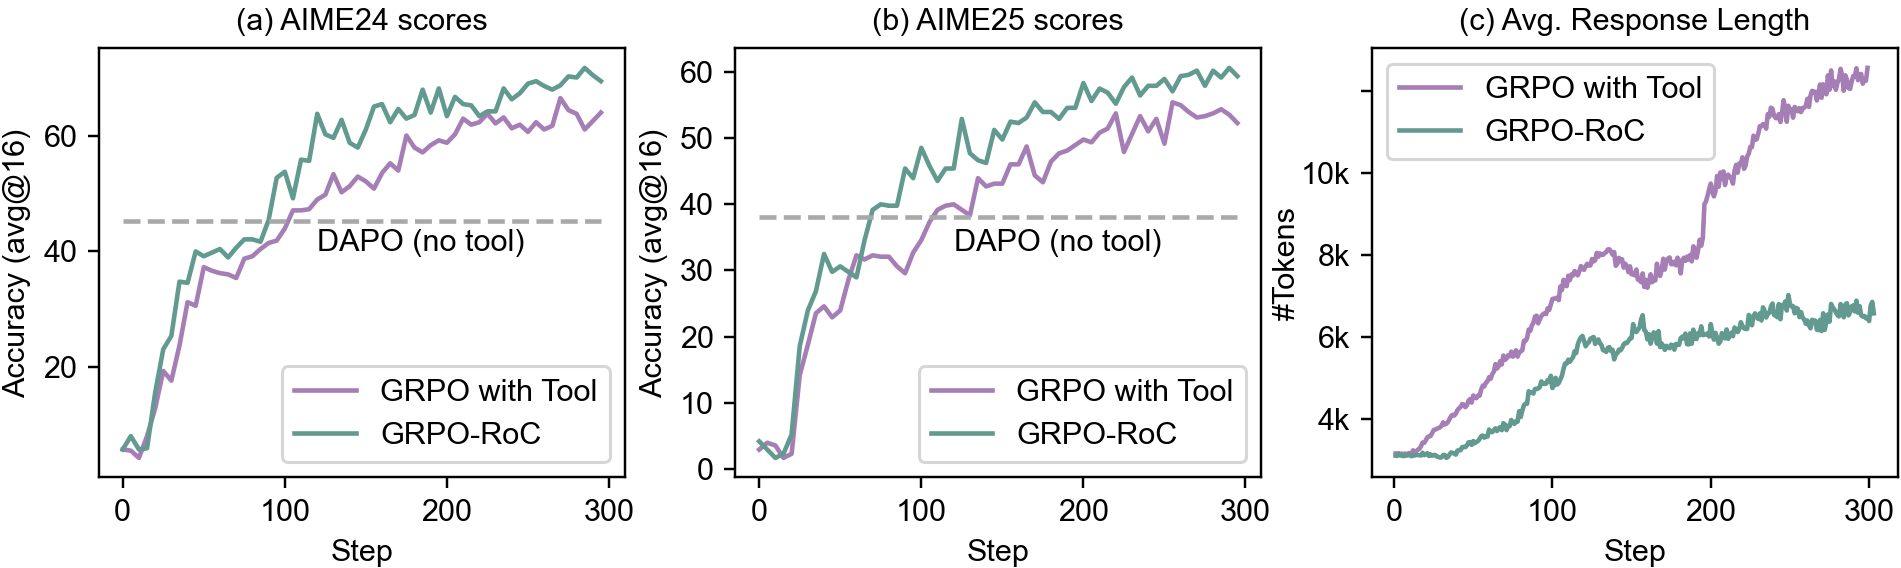 (a) AIME24 scores
Accuracy (avg@16)
60
40
20
DAPO (no tool)
GRPO with Tool
GRPO-RoC
0
100
200
300
Step
(b) AIME25 scores
Accuracy (avg@16)
60
50
40
30
20
10
0
DAPO (no tool)
GRPO with Tool
GRPO-RoC
0
100
200
300
Step
(c) Avg. Response Length
#Tokens
10k
8k
6k
4k
GRPO with Tool
GRPO-RoC
0
100
200
300
Step